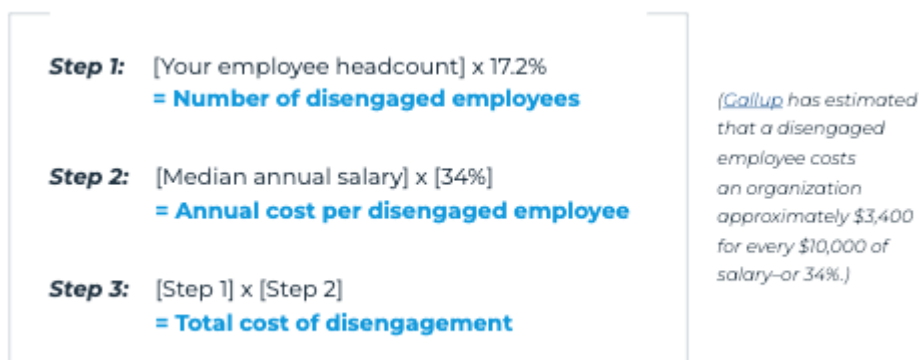 Step 1: [Your employee headcount] x 17.2%
= Number of disengaged employees
Step 2: [Median annual salary] x [34%]
= Annual cost per disengaged employee
Step 3: [Step 1] x [Step 2]
= Total cost of disengagement
(Gallup has estimated
that a disengaged
employee costs
an organization
approximately $3,400
for every $10,000 of
salary–or 34%.)